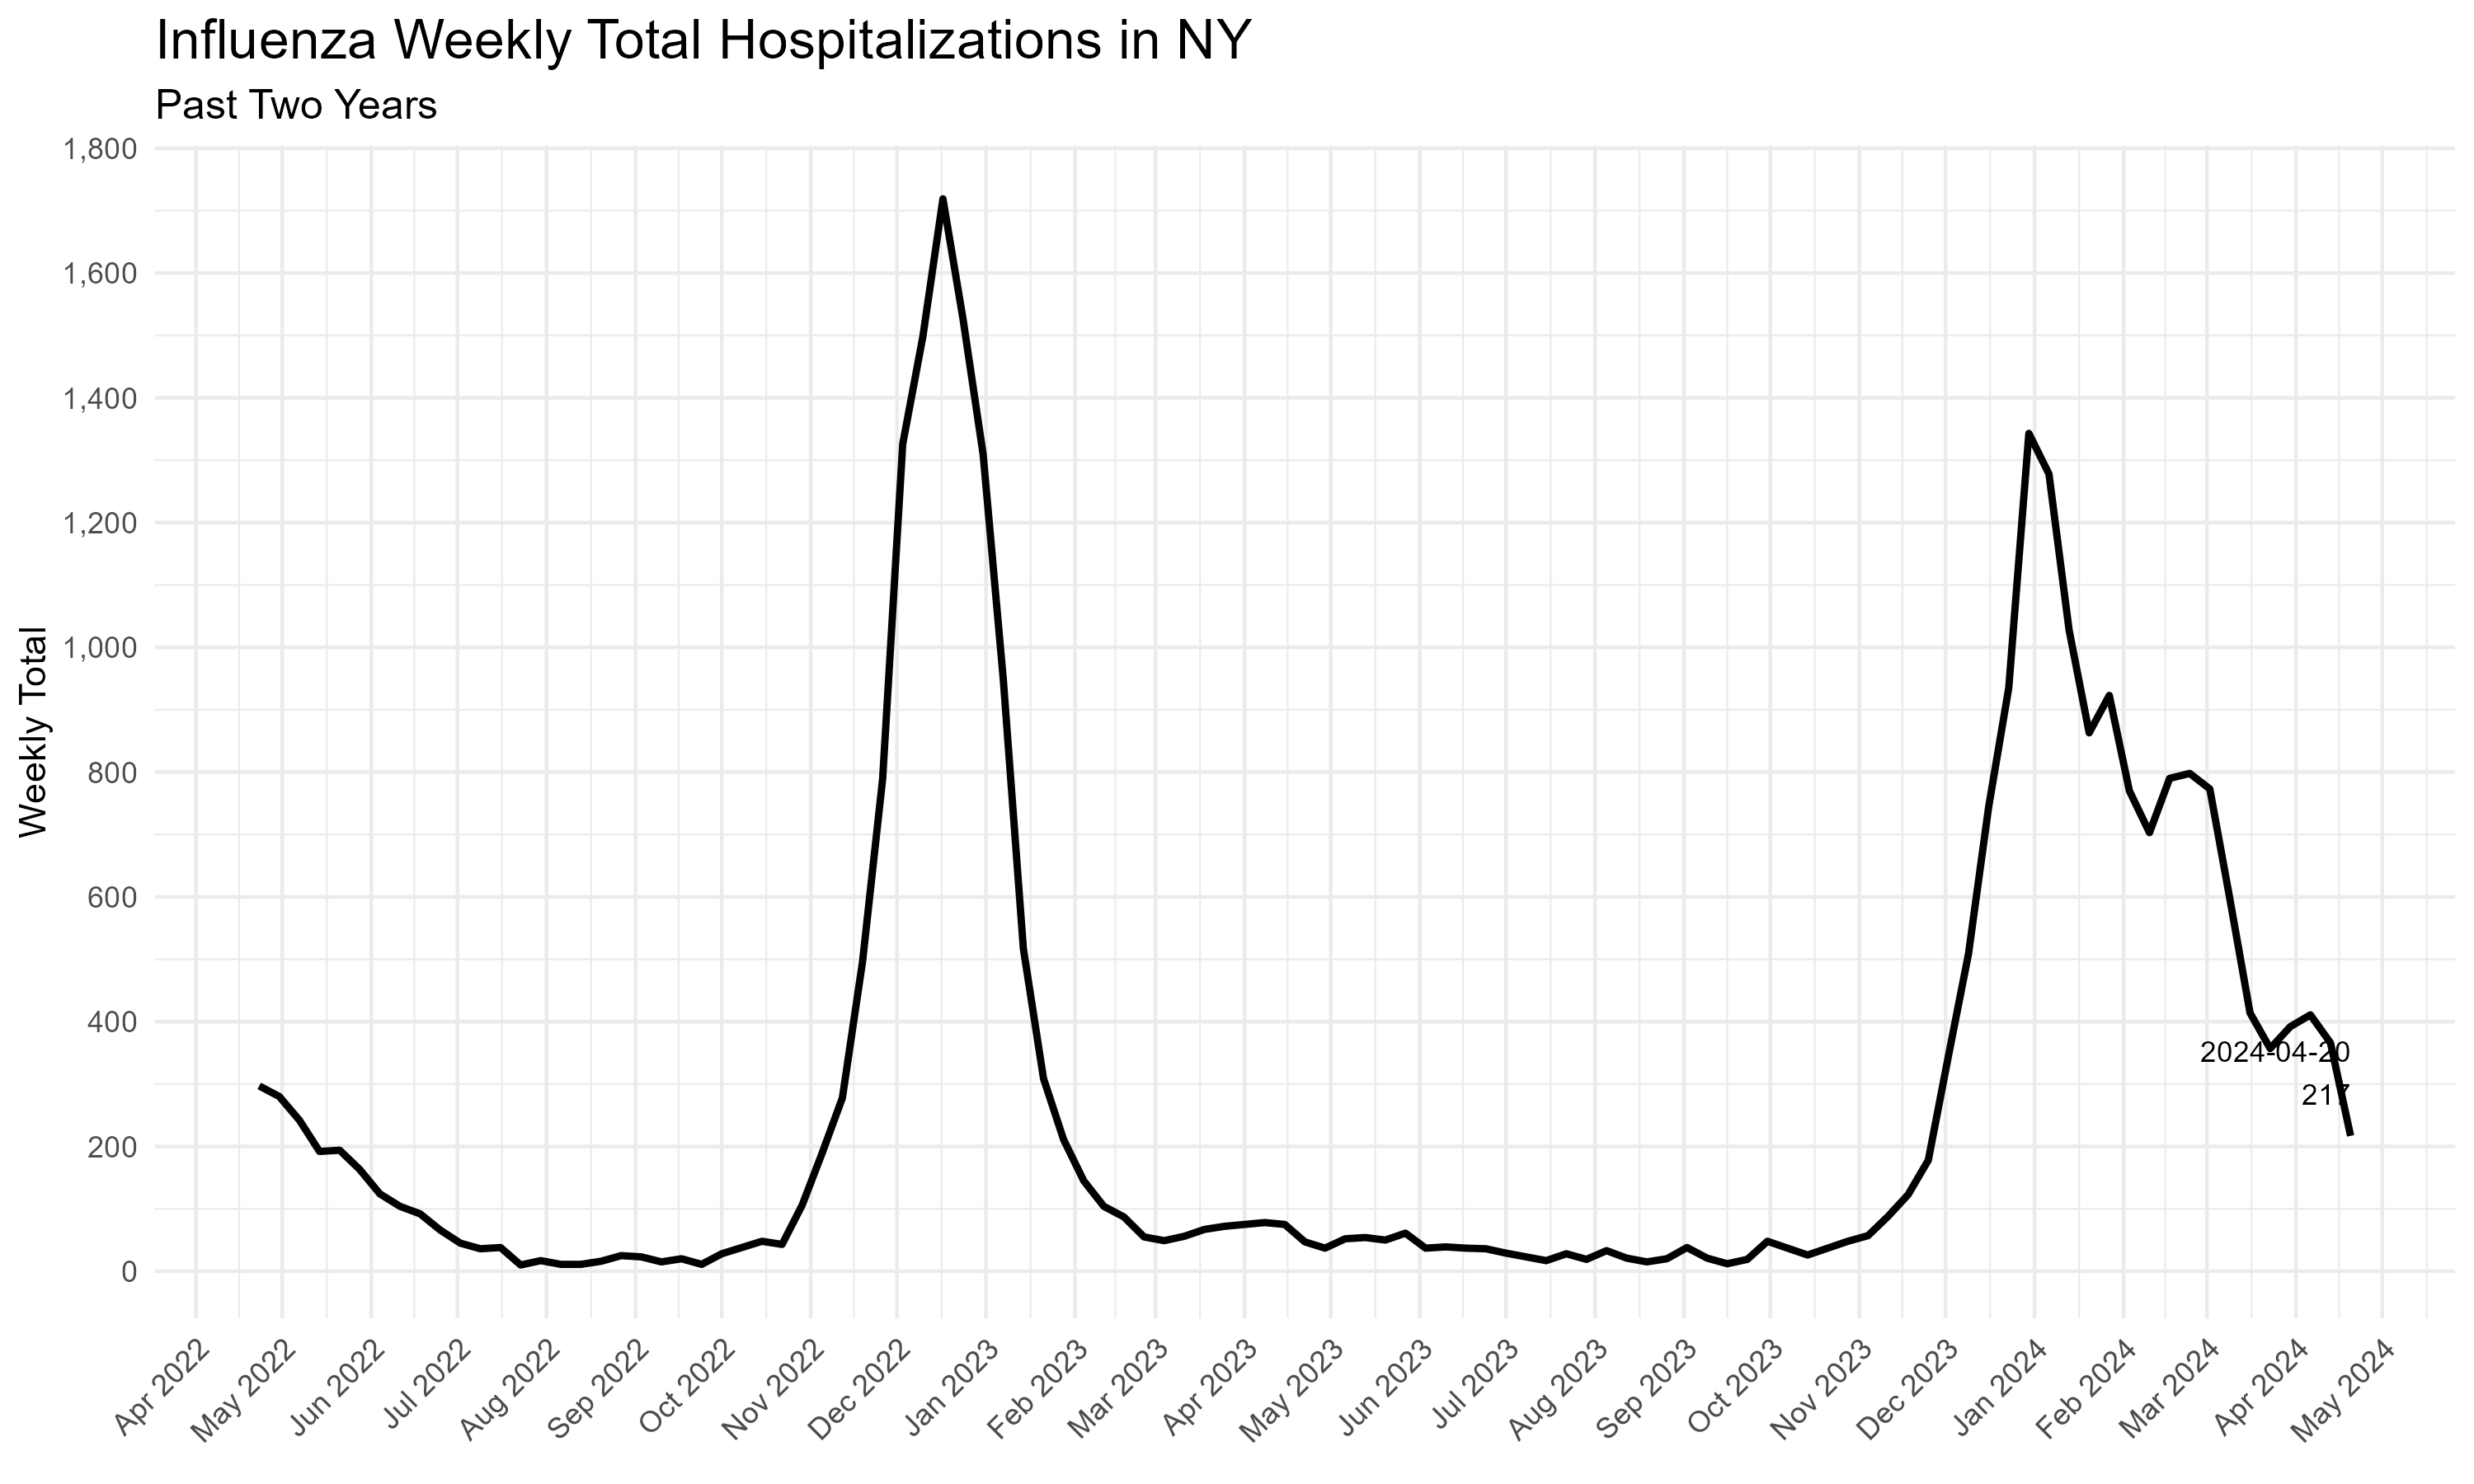 Influenza Weekly Total Hospitalizations in NY
Past Two Years
Weekly Total
1,800
1,600
1,400
1,200
1,000
800
600
400
200
0
2024-04-20
217
Apr 2022
May 2022
Jun 2022
Jul 2022
Aug 2022
Sep 2022
Oct 2022
Nov 2022
Dec 2022
Jan 2023
Feb 2023
Mar 2023
Apr 2023
May 2023
Jun 2023
Jul 2023
Aug 2023
Sep 2023
Oct 2023
Nov 2023
Dec 2023
Jan 2024
Feb 2024
Mar 2024
Apr 2024
May 2024